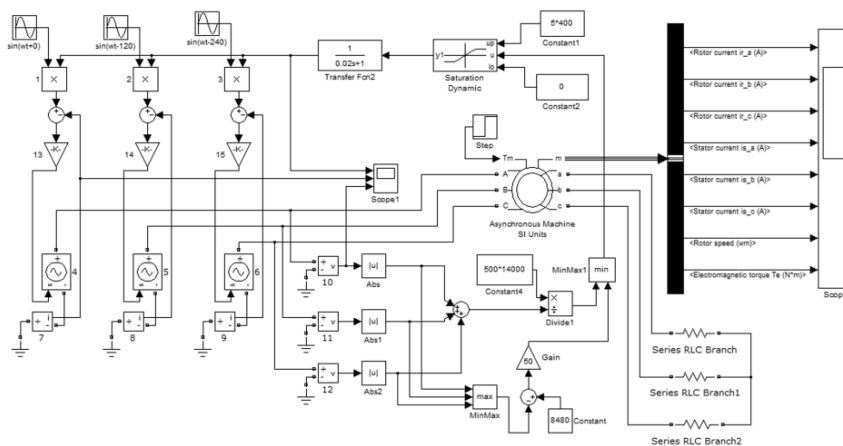 sin(wt+0)
sin(wt-120)
sin(wt-240)
1
0.02s+1
Transfer Fcn2
y1
up
u
lo
Saturation
Dynamic
5*400
Constant1
0
Constant2
1
×
2
×
3
×
13
-K-
14
-K-
15
-K-
Step
Tm
m
A
a
B
b
C
c
Asynchronous Machine
SI Units
Scope1
<Rotor current ir_a (A)>
<Rotor current ir_b (A)>
<Rotor current ir_c (A)>
<Stator current is_a (A)>
<Stator current is_b (A)>
<Stator current is_c (A)>
<Rotor speed (wm)>
<Electromagnetic torque Te (N*m)>
Scop
4
5
6
7
8
9
i
i
i
s
s
s
v
10
|u|
Abs
v
11
|u|
Abs1
v
12
|u|
Abs2
500*14000
Constant4
×
÷
Divide1
MinMax1
min
50
Gain
max
MinMax
8480
Constant
Series RLC Branch
Series RLC Branch1
Series RLC Branch2